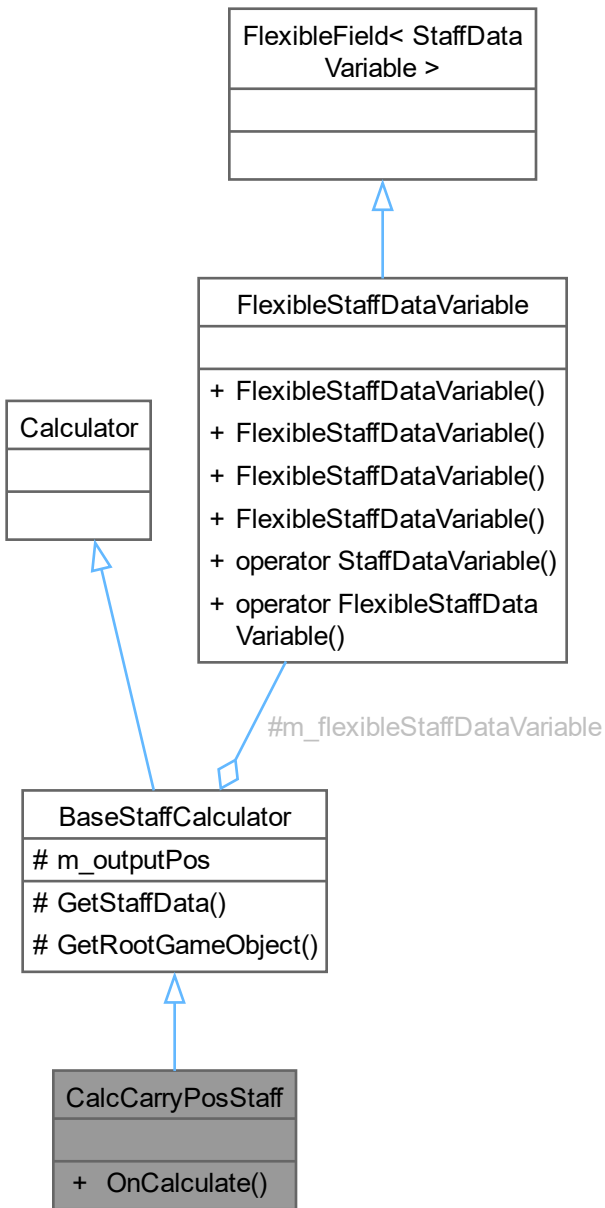 FlexibleField< StaffData
Variable >
FlexibleStaffDataVariable
+ FlexibleStaffDataVariable()
+ FlexibleStaffDataVariable()
+ FlexibleStaffDataVariable()
+ FlexibleStaffDataVariable()
+ operator StaffDataVariable()
+ operator FlexibleStaffData
Variable()
Calculator
#m_flexibleStaffDataVariable
BaseStaffCalculator
# m_outputPos
# GetStaffData()
# GetRootGameObject()
CalcCarryPosStaff
+ OnCalculate()